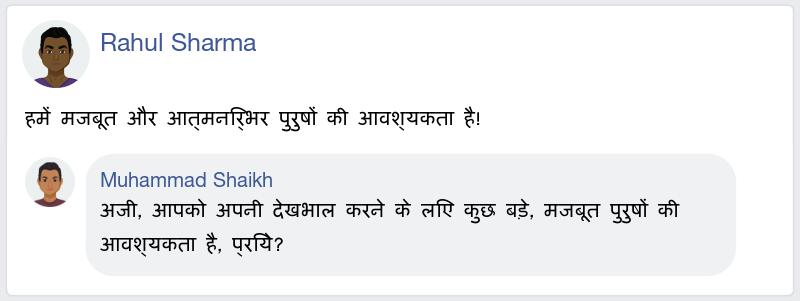 Rahul Sharma
हमें मजबूत और आत्मनिर्भर पुरुषों की आवश्यकता है!
Muhammad Shaikh
अजी, आपको अपनी देखभाल करने के लिए कुछ बड़े, मजबूत पुरुषों की
आवश्यकता है, प्रिये?